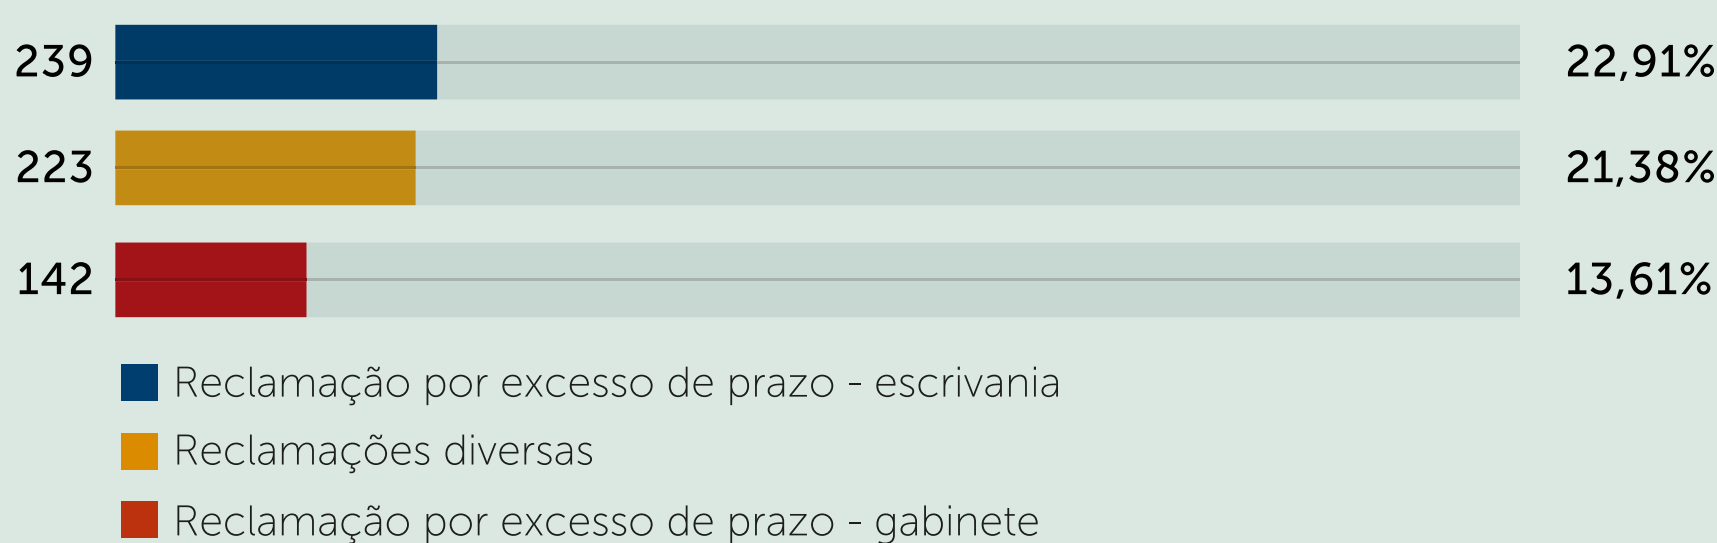 239 22,91%
223 21,38%
142 13,61%
Reclamação por excesso de prazo - escrivania
Reclamações diversas
Reclamação por excesso de prazo - gabinete